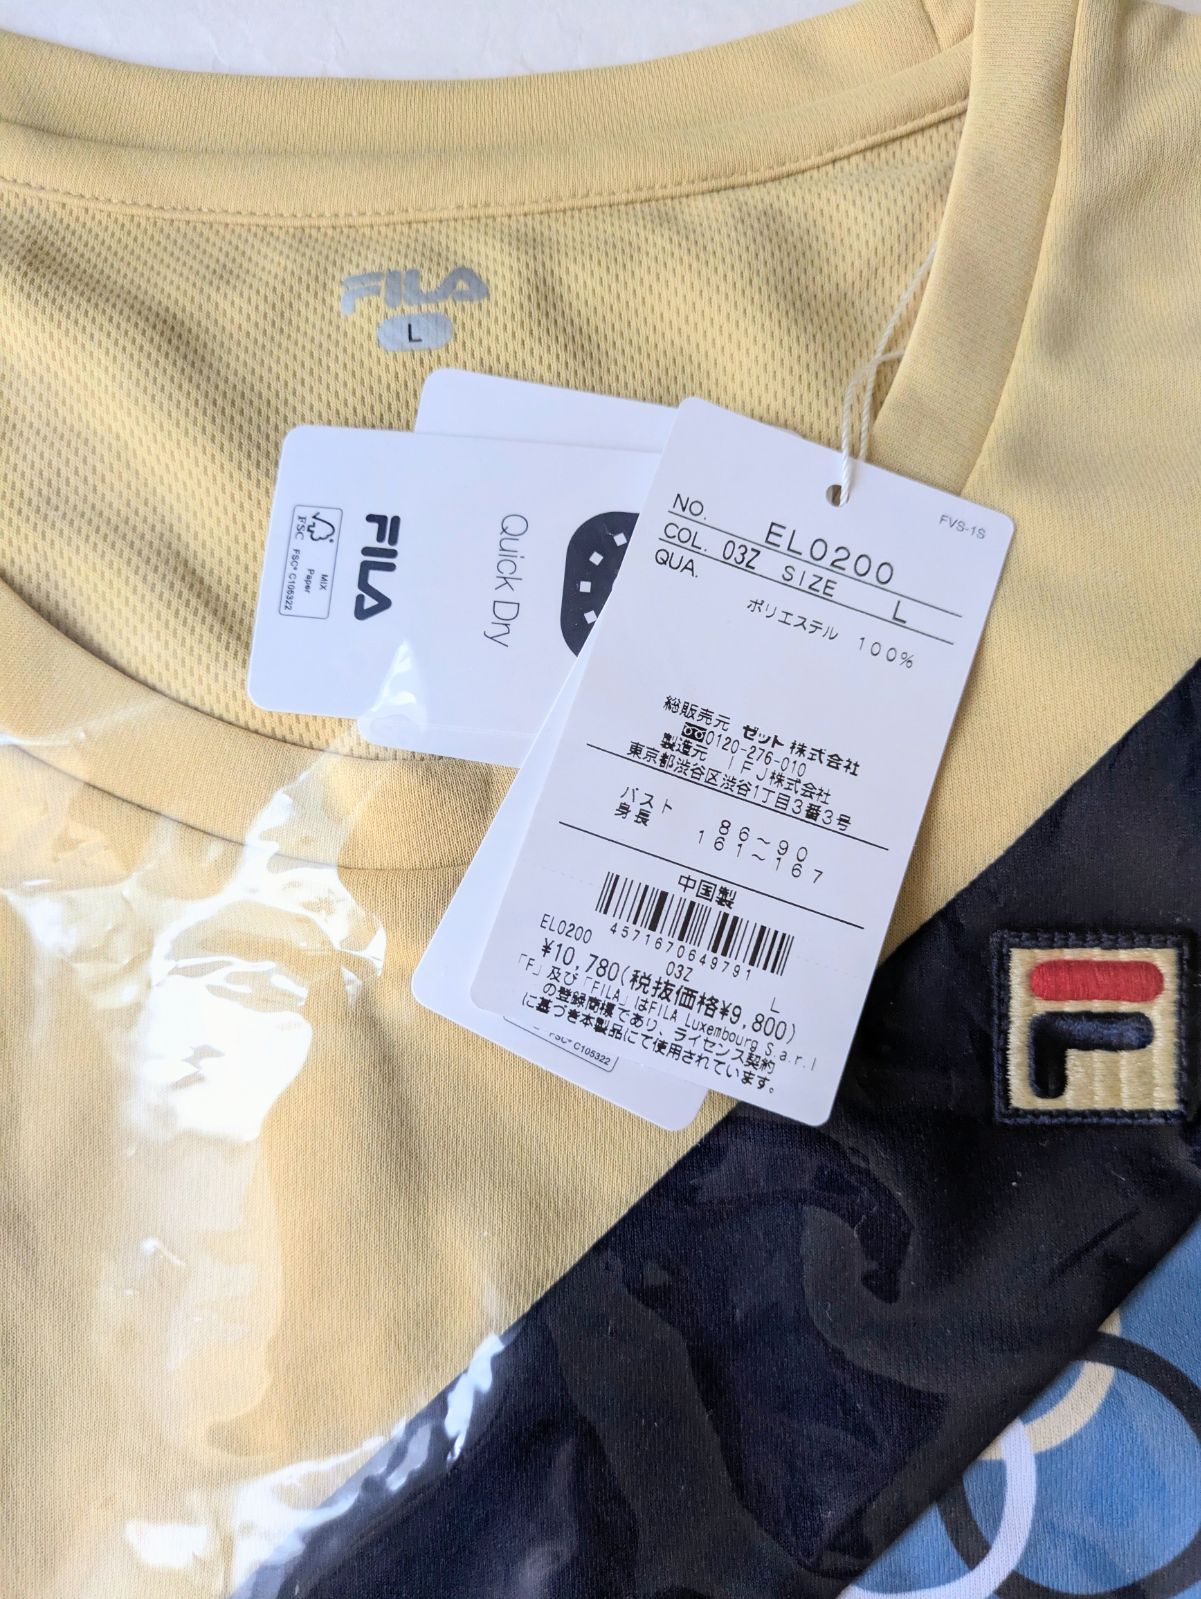 FILA
L
FSC
MIX
Paper
FSC® C105322
FILA
Quick Dry
FVS-1S
NO. EL0200
COL. 03Z SIZE L
QUA.
ポリエステル 100%
総販売元 ゼット株式会社
0120-276-010
製造元 IFJ株式会社
東京都渋谷区渋谷1丁目3番3号
バスト 86～90
身長 161～167
中国製
4571670649791
EL0200 03Z L
¥10,780(税抜価格¥9,800)
「F」及び「FILA」はFILA Luxembourg S.a.r.l
の登録商標であり、ライセンス契約
に基づき本製品にて使用されています。
FSC® C105322